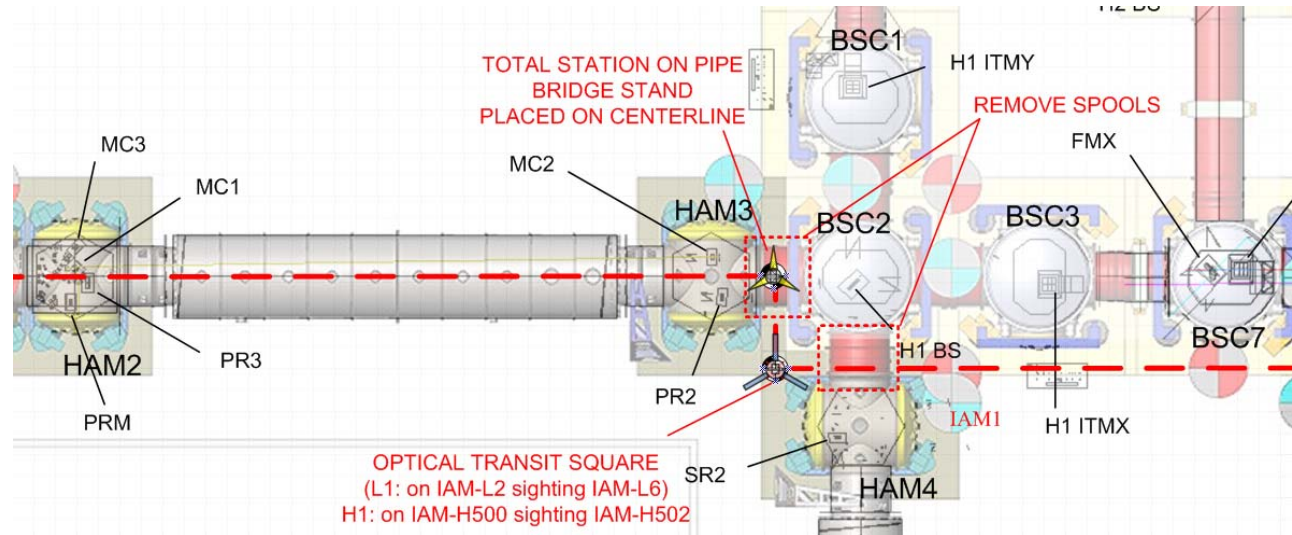 H2 BS
BSC1
TOTAL STATION ON PIPE
BRIDGE STAND
PLACED ON CENTERLINE
H1 ITMY
REMOVE SPOOLS
MC3
MC1
MC2
FMX
HAM3
BSC2
BSC3
HAM2
PR3
PRM
PR2
H1 BS
BSC7
IAM1
H1 ITMX
OPTICAL TRANSIT SQUARE
(L1: on IAM-L2 sighting IAM-L6)
H1: on IAM-H500 sighting IAM-H502
SR2
HAM4